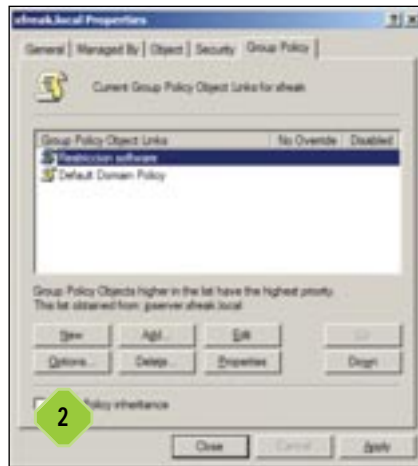 xfreak.local Properties
General Managed By Object Security Group Policy
Current Group Policy Object Links for xfreak
Group Policy Object Links No Override Disabled
Restriccion software
Default Domain Policy
Group Policy Objects higher in the list have the highest priority.
This list obtained from: pserver.xfreak.local
New Add... Edit Up
Options... Delete... Properties Down
Policy inheritance
2
Close Cancel Apply